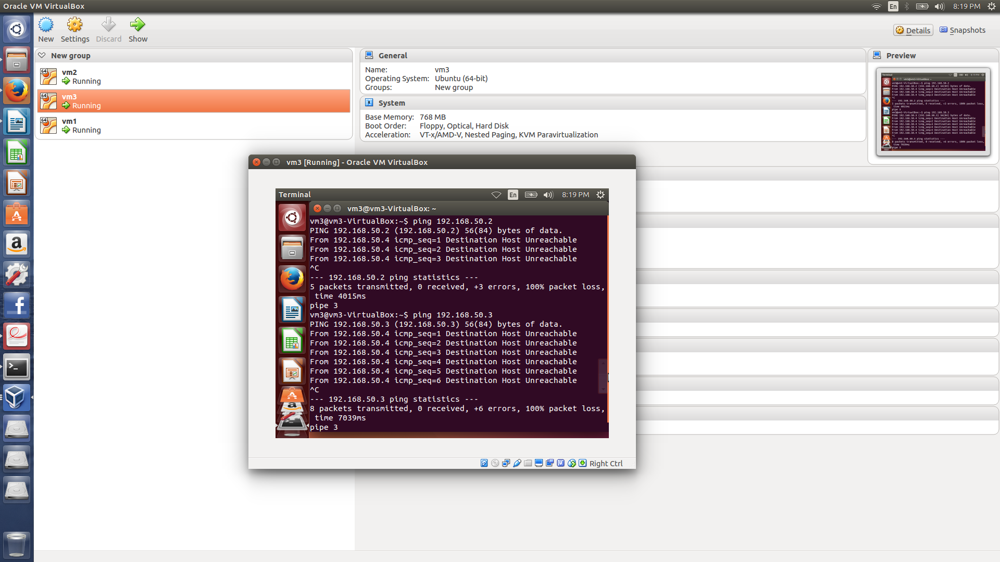 Oracle VM VirtualBox
En
8:19 PM
New
Settings
Discard
Show
Details
Snapshots
New group
64
vm2
Running
64
vm3
Running
64
vm1
Running
General
Name: vm3
Operating System: Ubuntu (64-bit)
Groups: New group
System
Base Memory: 768 MB
Boot Order: Floppy, Optical, Hard Disk
Acceleration: VT-x/AMD-V, Nested Paging, KVM Paravirtualization
Preview
vm3 [Running] - Oracle VM VirtualBox
Terminal
En
8:19 PM
vm3@vm3-VirtualBox: ~
vm3@vm3-VirtualBox:~$ ping 192.168.50.2
PING 192.168.50.2 (192.168.50.2) 56(84) bytes of data.
From 192.168.50.4 icmp_seq=1 Destination Host Unreachable
From 192.168.50.4 icmp_seq=2 Destination Host Unreachable
From 192.168.50.4 icmp_seq=3 Destination Host Unreachable
^C
--- 192.168.50.2 ping statistics ---
5 packets transmitted, 0 received, +3 errors, 100% packet loss,
time 4015ms
pipe 3
vm3@vm3-VirtualBox:~$ ping 192.168.50.3
PING 192.168.50.3 (192.168.50.3) 56(84) bytes of data.
From 192.168.50.4 icmp_seq=1 Destination Host Unreachable
From 192.168.50.4 icmp_seq=2 Destination Host Unreachable
From 192.168.50.4 icmp_seq=3 Destination Host Unreachable
From 192.168.50.4 icmp_seq=4 Destination Host Unreachable
From 192.168.50.4 icmp_seq=5 Destination Host Unreachable
From 192.168.50.4 icmp_seq=6 Destination Host Unreachable
^C
--- 192.168.50.3 ping statistics ---
8 packets transmitted, 0 received, +6 errors, 100% packet loss,
time 7039ms
pipe 3
Right Ctrl